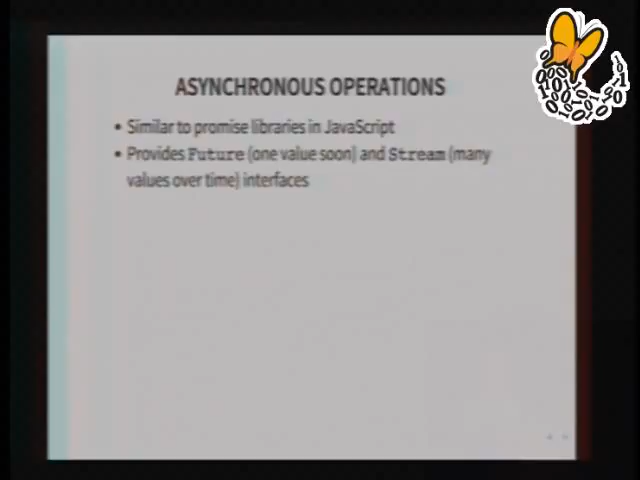 ASYNCHRONOUS OPERATIONS
• Similar to promise libraries in JavaScript
• Provides Future (one value soon) and Stream (many
values over time) interfaces